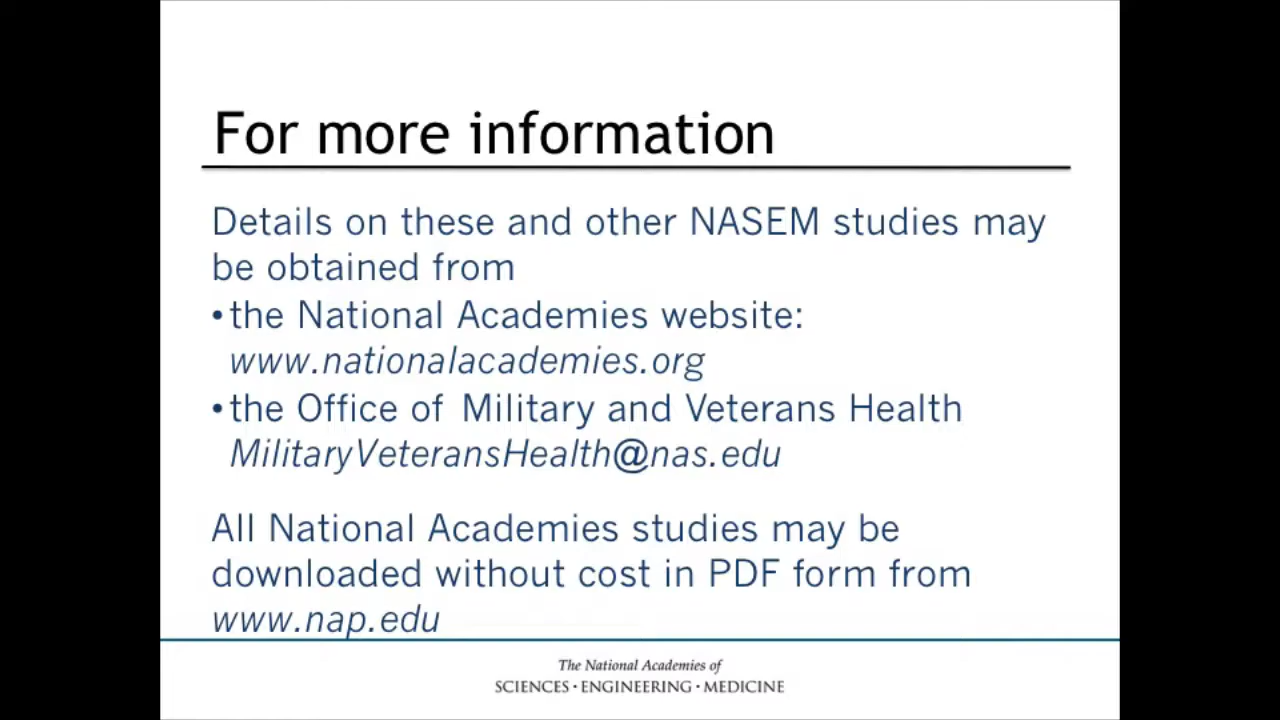 For more information
Details on these and other NASEM studies may
be obtained from
•the National Academies website:
www.nationalacademies.org
•the Office of Military and Veterans Health
MilitaryVeteransHealth@nas.edu
All National Academies studies may be
downloaded without cost in PDF form from
www.nap.edu
The National Academies of
SCIENCES · ENGINEERING · MEDICINE